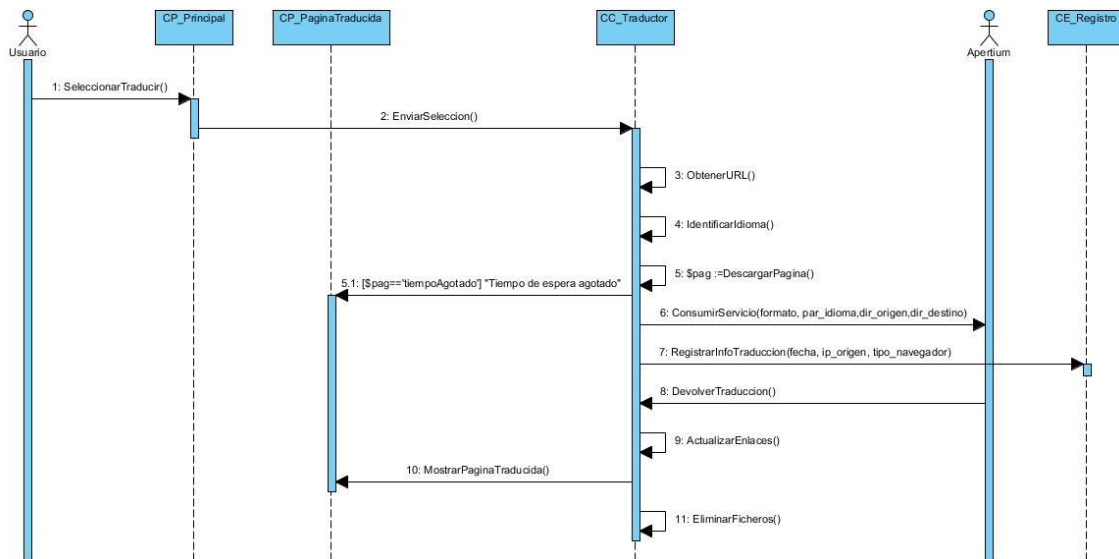 CP_Principal
CP_PaginaTraducida
CC_Traductor
CE_Registro
Usuario
Apertium
1: SeleccionarTraducir()
2: EnviarSeleccion()
3: ObtenerURL()
4: IdentificarIdioma()
5: $pag :=DescargarPagina()
5.1: [$pag=='tiempoAgotado'] "Tiempo de espera agotado"
6: ConsumirServicio(formato, par_idioma,dir_origen,dir_destino)
7: RegistrarInfoTraduccion(fecha, ip_origen, tipo_navegador)
8: DevolverTraduccion()
9: ActualizarEnlaces()
10: MostrarPaginaTraducida()
11: EliminarFicheros()